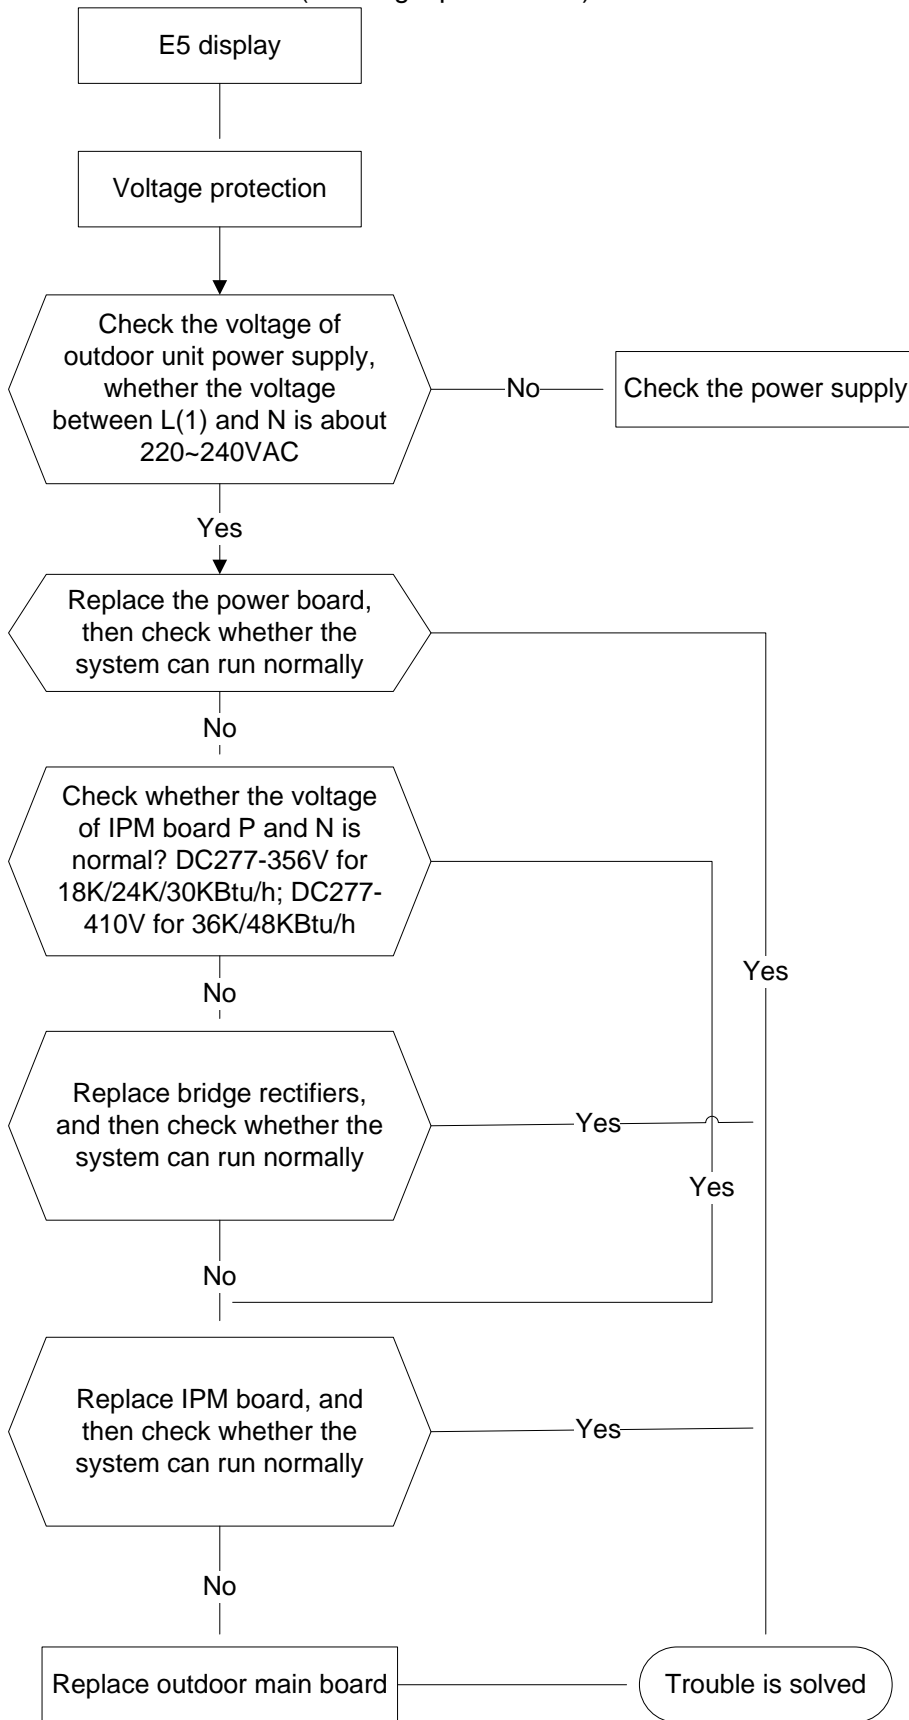 E5 display
Voltage protection
Check the voltage of
outdoor unit power supply,
whether the voltage
between L(1) and N is about
220~240VAC
No
Check the power supply
Yes
Replace the power board,
then check whether the
system can run normally
No
Check whether the voltage
of IPM board P and N is
normal? DC277-356V for
18K/24K/30KBtu/h; DC277-
410V for 36K/48KBtu/h
Yes
No
Replace bridge rectifiers,
and then check whether the
system can run normally
Yes
Yes
No
Replace IPM board, and
then check whether the
system can run normally
Yes
No
Replace outdoor main board
Trouble is solved